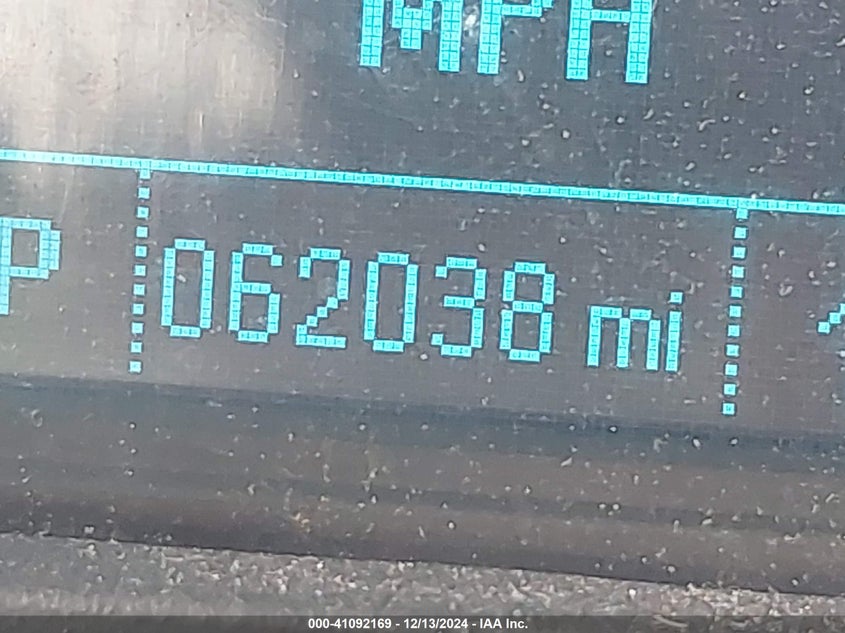 MPH
P
062038 mi
000-41092169 - 12/13/2024 - IAA Inc.